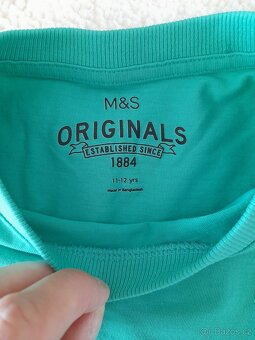 M&S
ORIGINALS
ESTABLISHED SINCE
1884
11-12 yrs
Made in Bangladesh